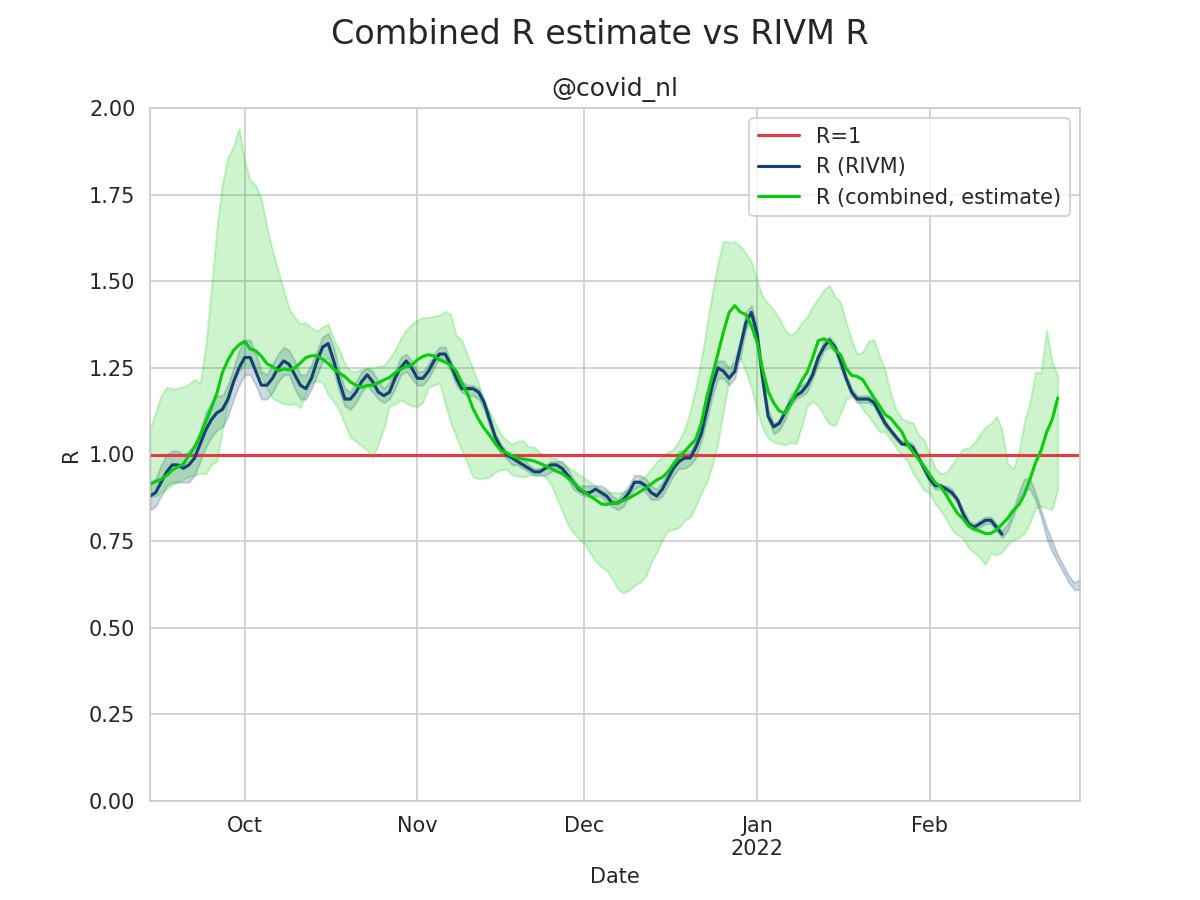 Combined R estimate vs RIVM R
@covid_nl
2.00
1.75
1.50
1.25
1.00
0.75
0.50
0.25
0.00
R
R=1
R (RIVM)
R (combined, estimate)
Oct
Nov
Dec
Jan
2022
Feb
Date